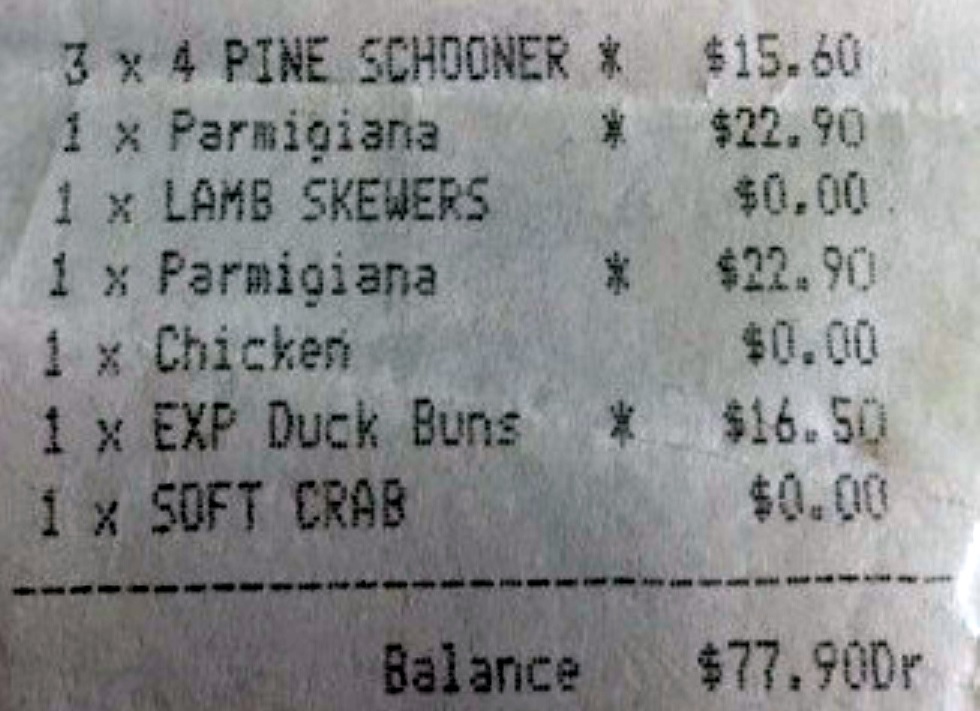 3 x 4 PINE SCHOONER * $15.60
1 x Parmigiana * $22.90
1 x LAMB SKEWERS $0.00
1 x Parmigiana * $22.90
1 x Chicken $0.00
1 x EXP Duck Buns * $16.50
1 x SOFT CRAB $0.00
Balance $77.90Dr